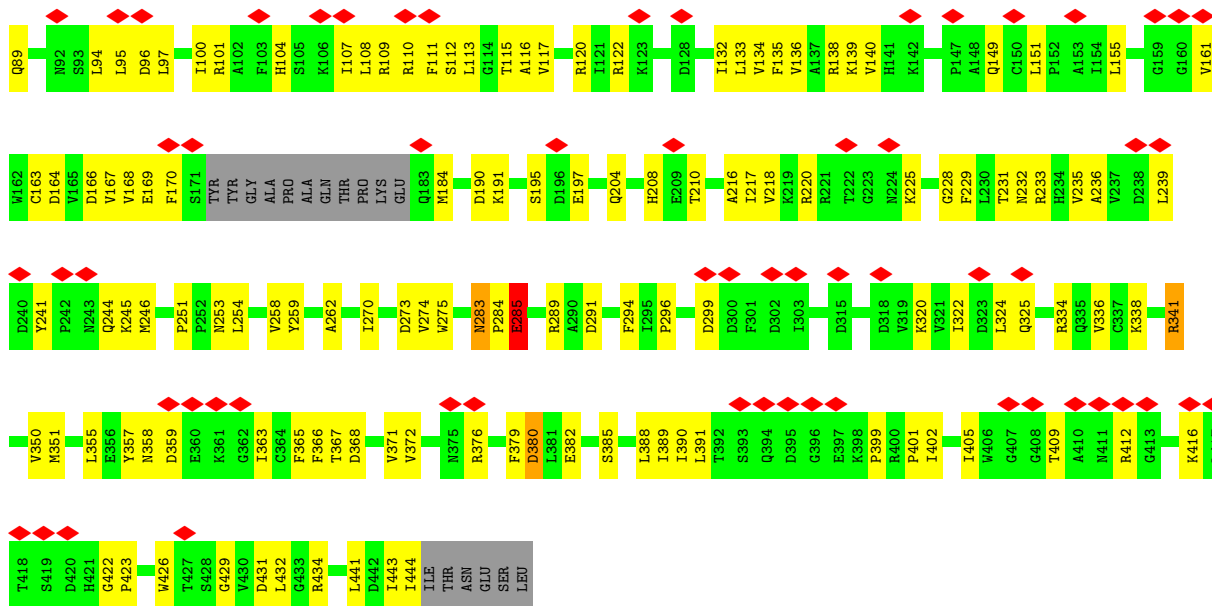 Q89 N92 S93 L94 L95 D96 L97 I100 R101 A102 F103 H104 S105 K106 I107 L108 R109 R110 F111 S112 G114 T115 A116 V117 R120 I121 R122 K123 D128 I132 L133 V134 F135 V136 A137 R138 K139 V140 H141 K142 P147 A148 Q149 C150 L151 P152 A153 I154 L155 G159 G160 V161
W162 C163 D164 V165 D166 V167 V168 E169 F170 S171 TYR TYR GLY ALA PRO ALA GLN THR PRO LYS GLU Q183 M184 D190 K191 S195 D196 E197 Q204 H208 E209 T210 A216 I217 V218 K219 R220 R221 T222 G223 N224 K225 G228 F229 L230 T231 N232 R233 H234 V235 A236 V237 D238 L239
D240 Y241 P242 N243 Q244 K245 M246 P251 P252 N253 L254 V258 Y259 A262 I270 D273 V274 W275 N283 P284 E285 R289 A290 D291 F294 I295 P296 D299 D300 F301 D302 I303 D315 D318 V319 K320 V321 I322 D323 L324 Q325 R334 Q335 V336 C337 K338 R341
V350 M351 L355 E356 Y357 N358 D359 E360 K361 G362 I363 C364 F365 F366 T367 D368 V371 V372 N375 R376 F379 D380 L381 E382 S385 L388 I389 I390 L391 T392 S393 Q394 D395 G396 E397 K398 P399 R400 P401 I402 I405 W406 G407 G408 T409 A410 N411 R412 G413 K416
T418 S419 D420 H421 G422 P423 W426 T427 S428 G429 V430 D431 L432 G433 R434 L441 D442 I443 I444 ILE THR ASN GLU SER LEU